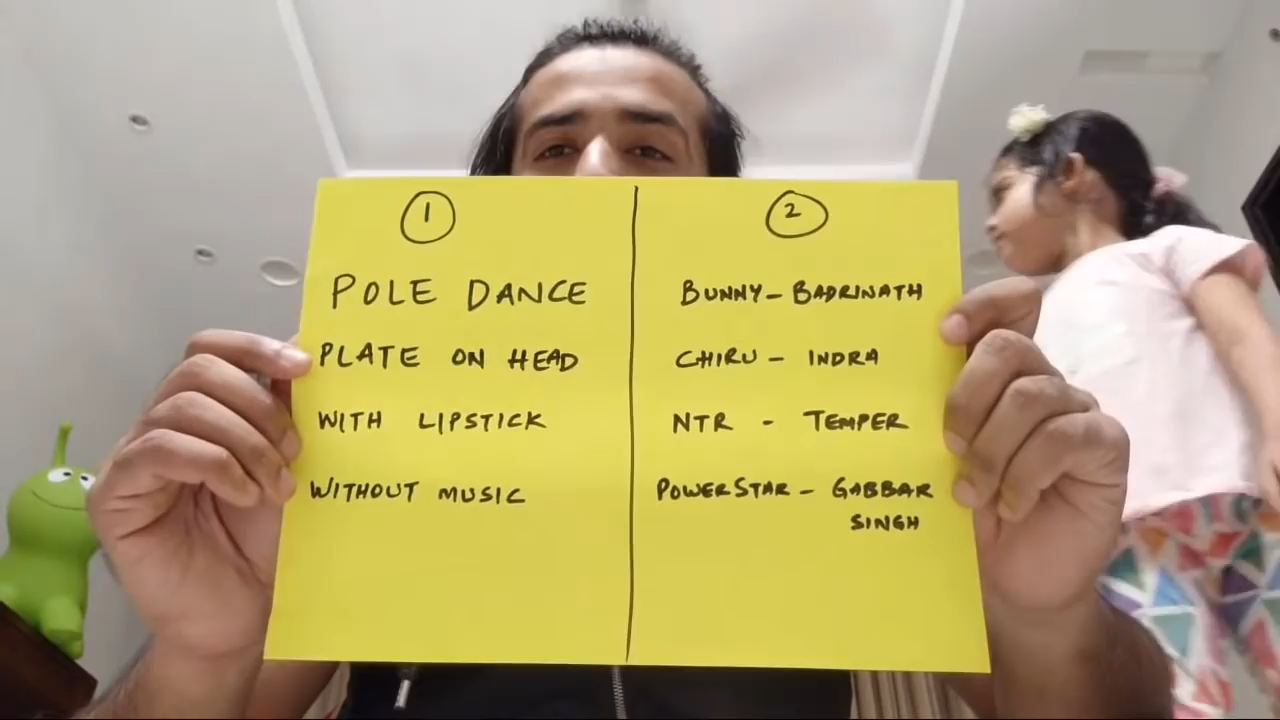 1
POLE DANCE
PLATE ON HEAD
WITH LIPSTICK
WITHOUT MUSIC
2
BUNNY - BADRINATH
CHIRU - INDRA
NTR - TEMPER
POWERSTAR - GABBAR
SINGH